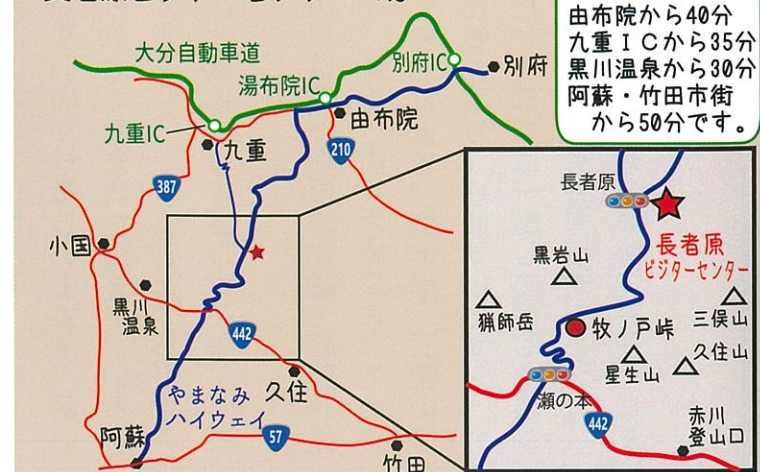 由布院から40分
九重ICから35分
黒川温泉から30分
阿蘇・竹田市街
から50分です。
大分自動車道
湯布院IC
別府IC
別府
九重IC
九重
由布院
210
387
小国
黒川
温泉
442
久住
やまなみ
ハイウェイ
阿蘇
57
竹田
長者原
長者原
ビジターセンター
黒岩山
猟師岳
牧ノ戸峠
三俣山
久住山
星生山
瀬の本
442
赤川
登山口